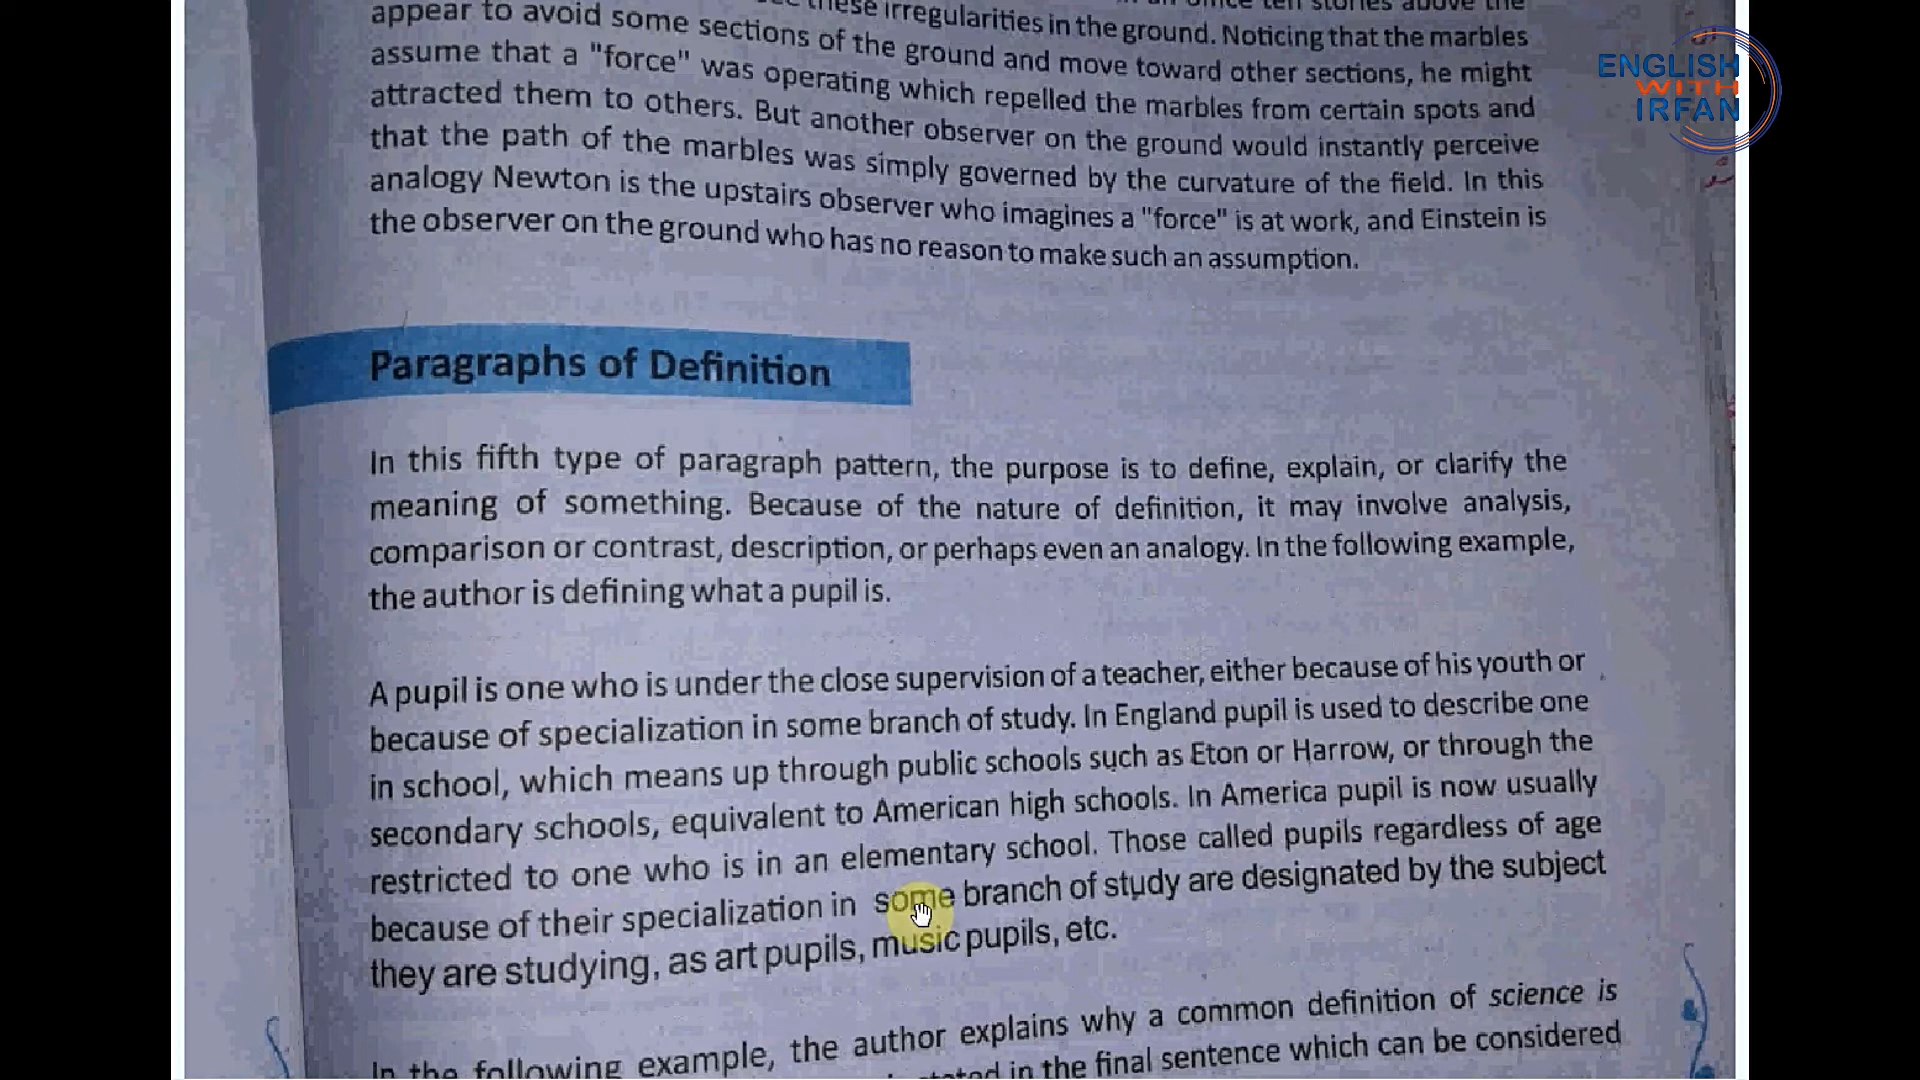 these irregularities in the ground. Noticing that the marbles
appear to avoid some sections of the ground and move toward other sections, he might
assume that a "force" was operating which repelled the marbles from certain spots and
attracted them to others. But another observer on the ground would instantly perceive
that the path of the marbles was simply governed by the curvature of the field. In this
analogy Newton is the upstairs observer who imagines a "force" is at work, and Einstein is
the observer on the ground who has no reason to make such an assumption.
ENGLISH
WITH
IRFAN
Paragraphs of Definition
In this fifth type of paragraph pattern, the purpose is to define, explain, or clarify the
meaning of something. Because of the nature of definition, it may involve analysis,
comparison or contrast, description, or perhaps even an analogy. In the following example,
the author is defining what a pupil is.
A pupil is one who is under the close supervision of a teacher, either because of his youth or
because of specialization in some branch of study. In England pupil is used to describe one
in school, which means up through public schools such as Eton or Harrow, or through the
secondary schools, equivalent to American high schools. In America pupil is now usually
restricted to one who is in an elementary school. Those called pupils regardless of age
because of their specialization in some branch of study are designated by the subject
they are studying, as art pupils, music pupils, etc.
In the following example, the author explains why a common definition of science is
in the final sentence which can be considered